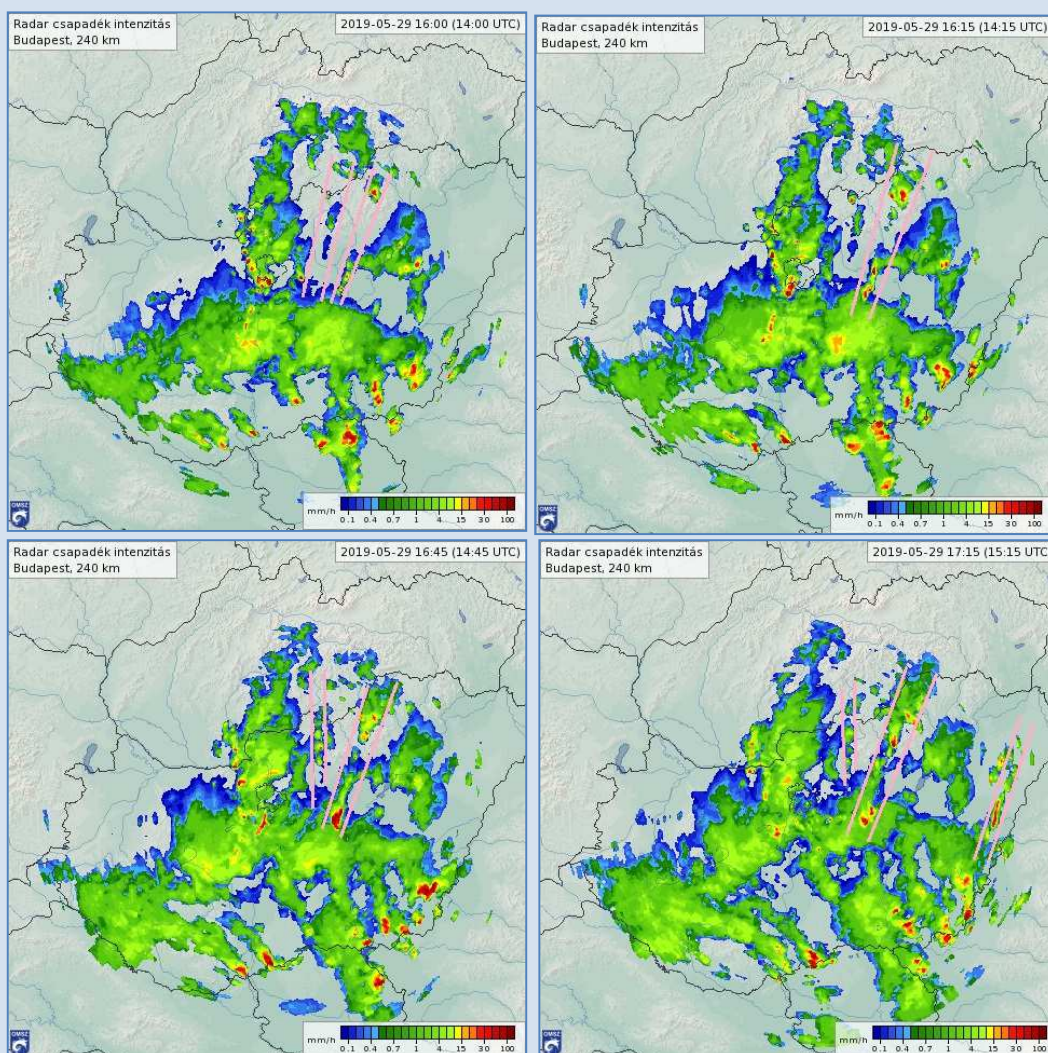 Radar csapadék intenzitás
Budapest, 240 km
2019-05-29 16:00 (14:00 UTC)
OMSZ
mm/h 0.1 0.4 0.7 1 4 15 30 100
Radar csapadék intenzitás
Budapest, 240 km
2019-05-29 16:15 (14:15 UTC)
OMSZ
mm/h 0.1 0.4 0.7 1 4.. 15 30 100
Radar csapadék intenzitás
Budapest, 240 km
2019-05-29 16:45 (14:45 UTC)
OMSZ
mm/h 0.1 0.4 0.7 1 4 15 30 100
Radar csapadék intenzitás
Budapest, 240 km
2019-05-29 17:15 (15:15 UTC)
OMSZ
mm/h 0.1 0.4 0.7 1 4.. 15 30 100